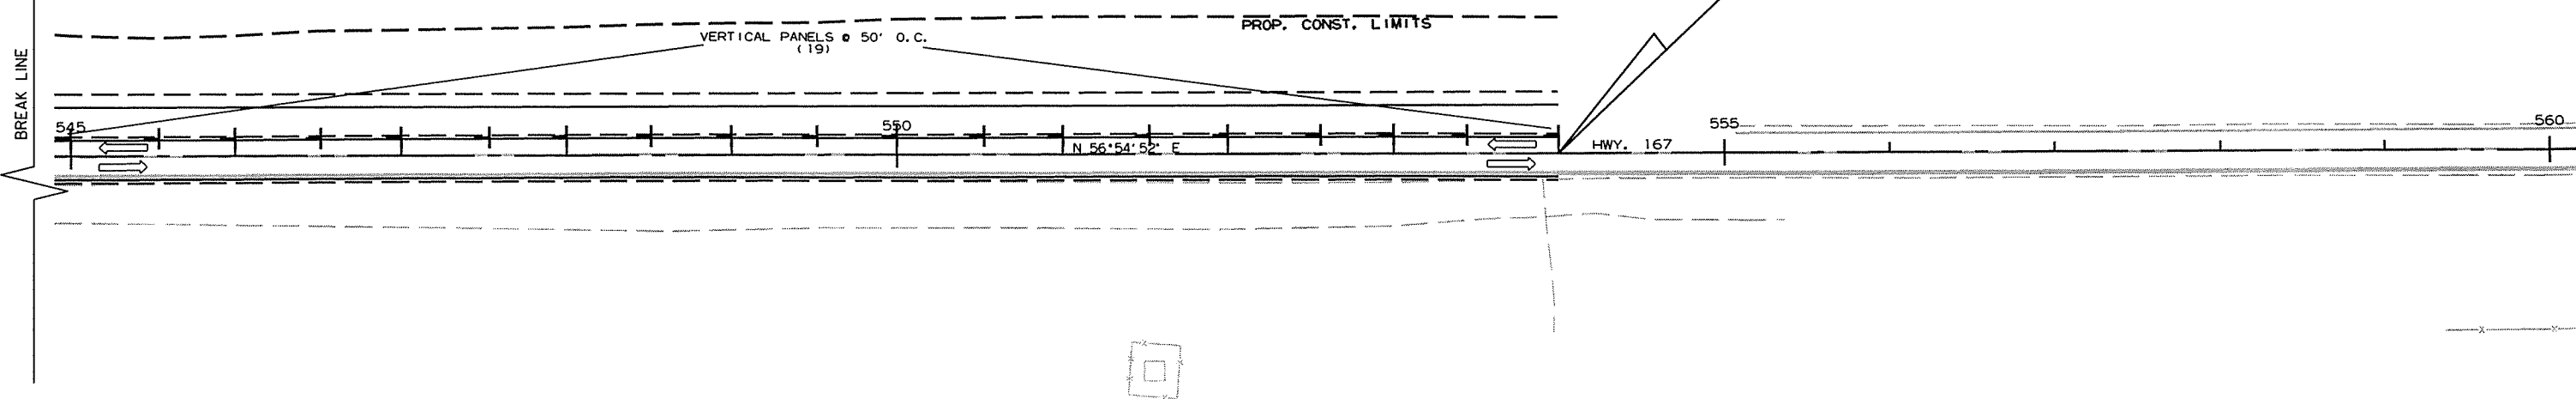 PROP. CONST. LIMITS
VERTICAL PANELS @ 50' O.C.
(19)
BREAK LINE
545
550
555
560
N 56°54'52" E
HWY. 167